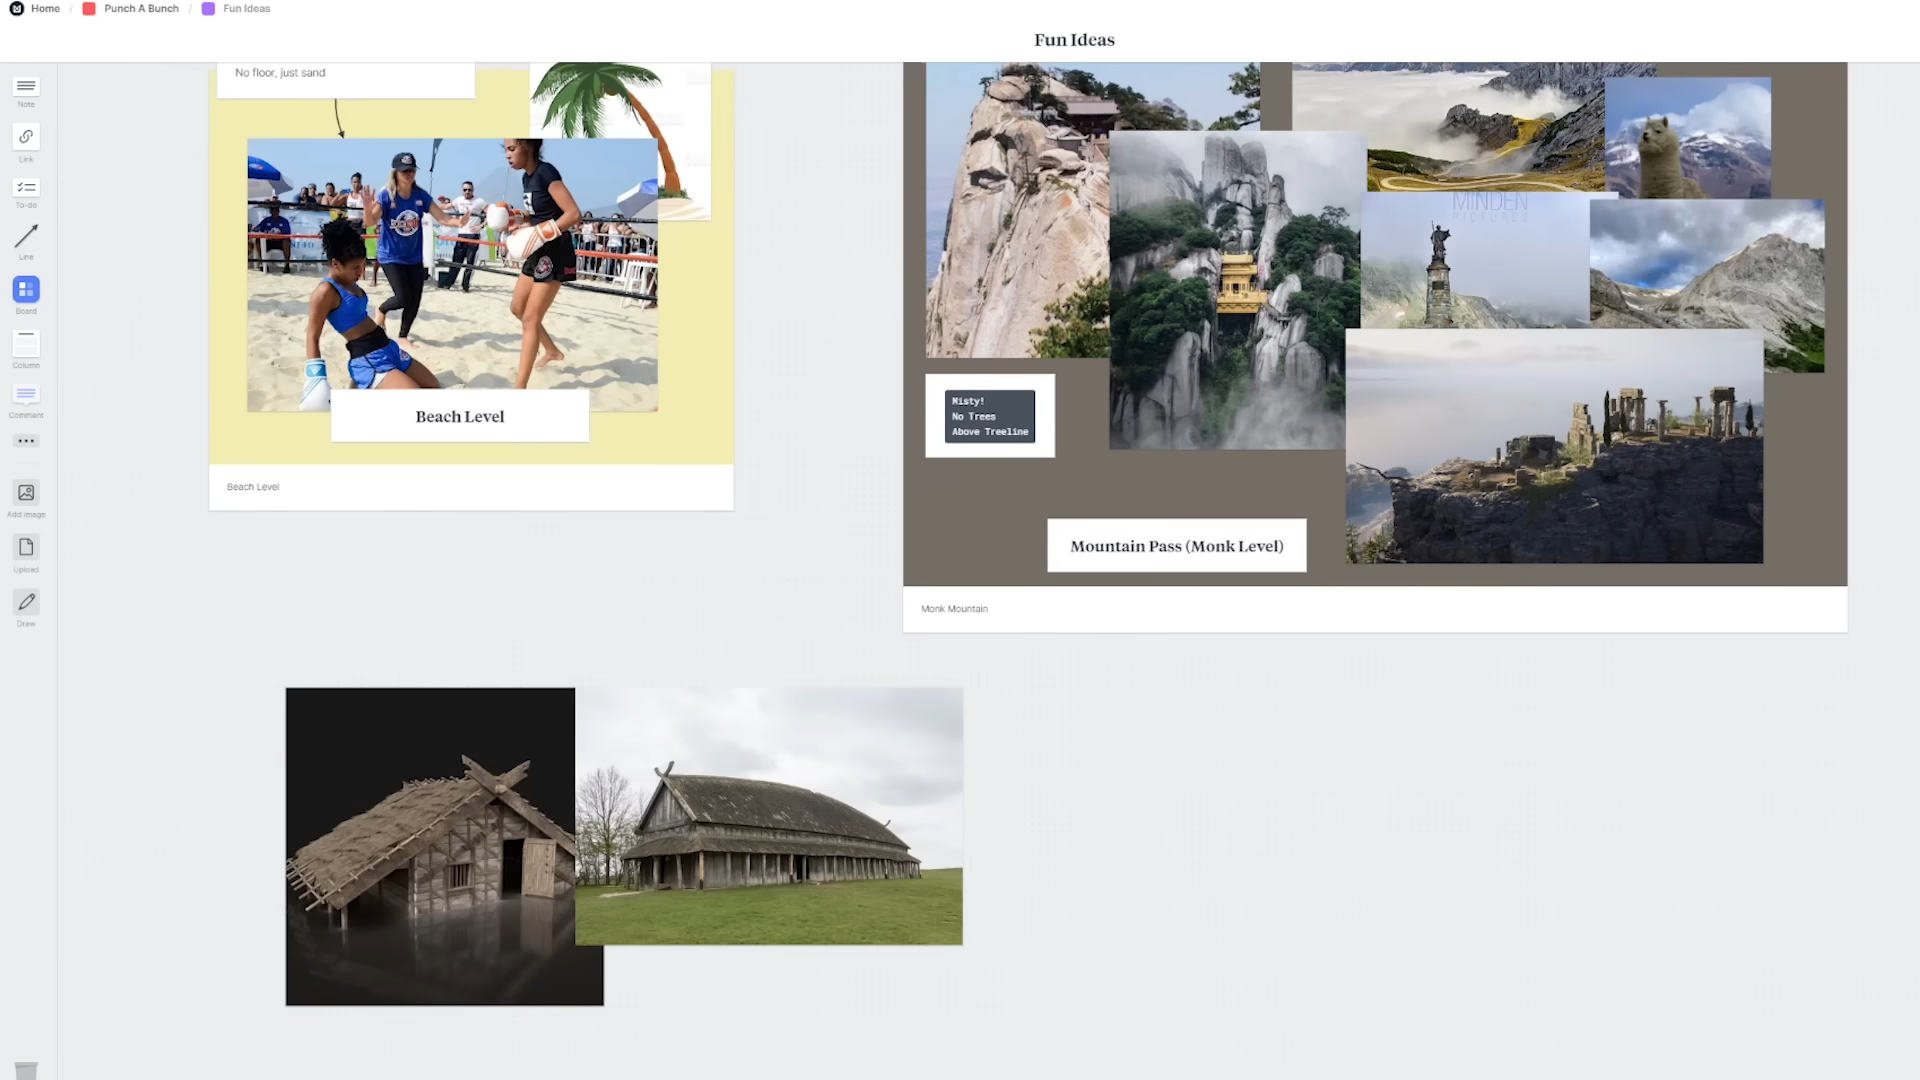 Home / Punch A Bunch / Fun Ideas
Fun Ideas
Note
Link
To-do
Line
Board
Column
Comment
Add image
Upload
Draw
No floor, just sand
Beach Level
Beach Level
MINDEN
PICTURES
Misty!
No Trees
Above Treeline
Mountain Pass (Monk Level)
Monk Mountain